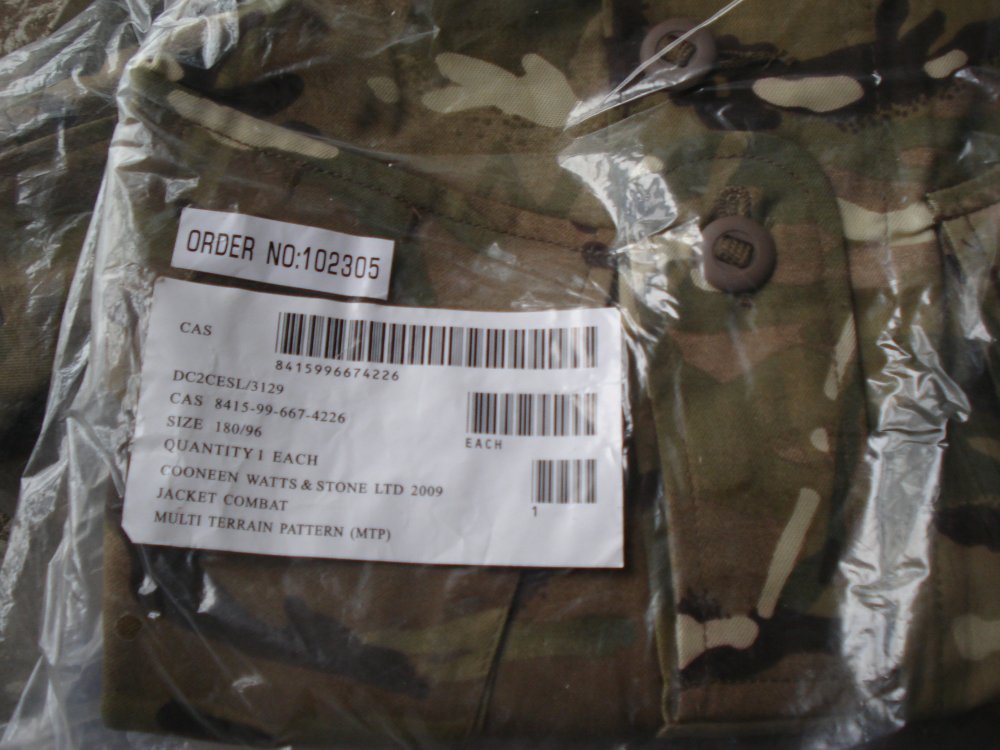 ORDER NO:102305
CAS
8415996674226
DC2CESL/3129
CAS 8415-99-667-4226
SIZE 180/96
EACH
QUANTITY 1 EACH
COONEEN WATTS & STONE LTD 2009
JACKET COMBAT
1
MULTI TERRAIN PATTERN (MTP)